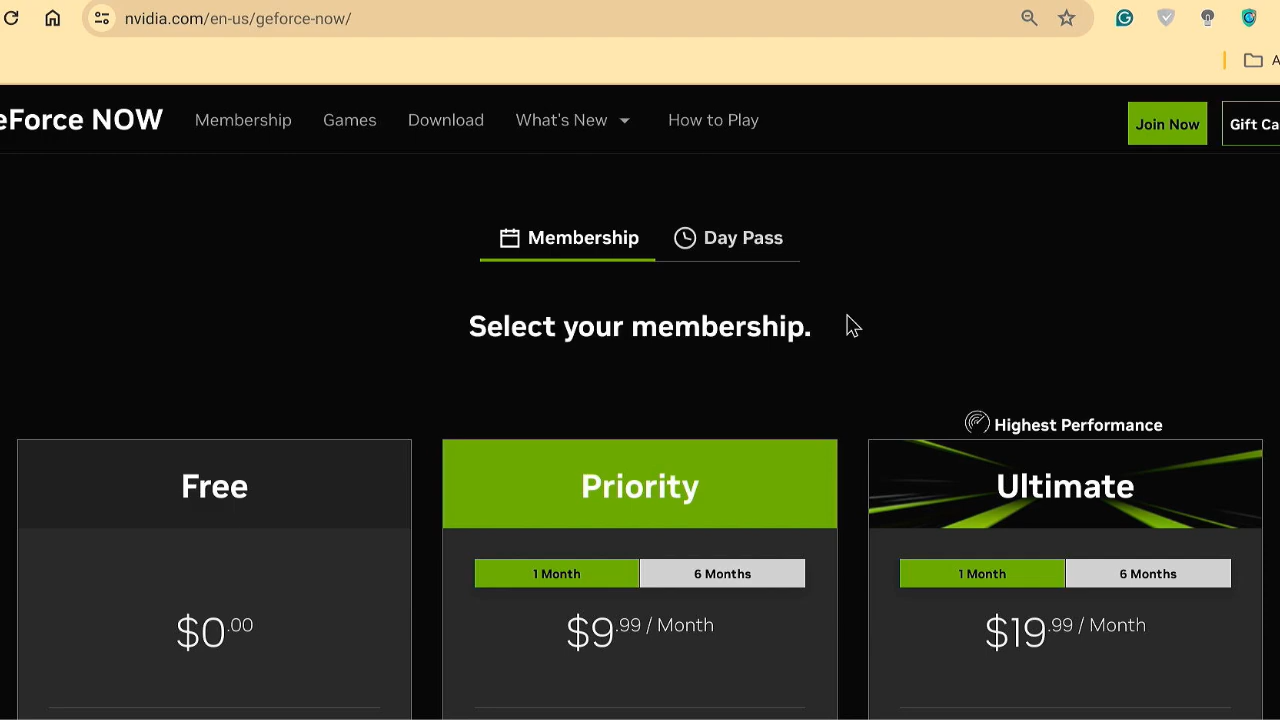 nvidia.com/en-us/geforce-now/
A
eForce NOW
Membership
Games
Download
What's New
How to Play
Join Now
Gift Ca
Membership
Day Pass
Select your membership.
Highest Performance
Free
Priority
Ultimate
1 Month
6 Months
1 Month
6 Months
$0.00
$9.99 / Month
$19.99 / Month